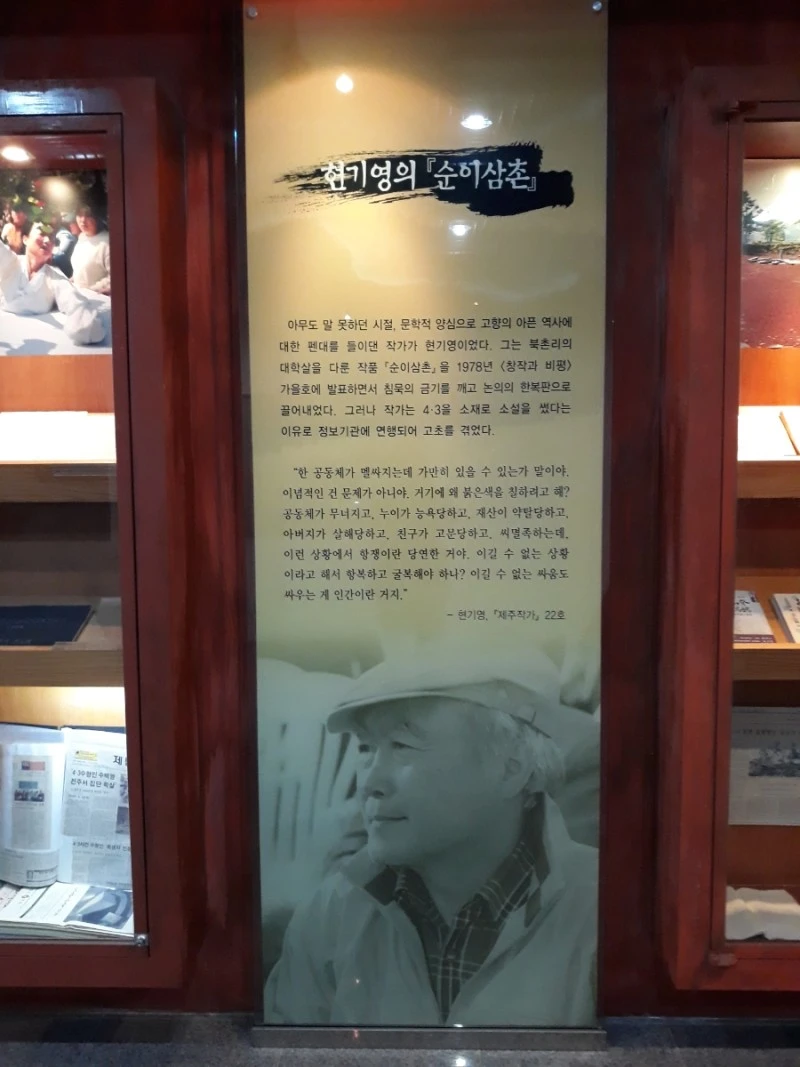 현기영의 『순이삼촌』
아무도 말 못하던 시절, 문학적 양심으로 고향의 아픈 역사에
대한 펜대를 들이댄 작가가 현기영이었다. 그는 북촌리의
대학살을 다룬 작품 『순이삼촌』을 1978년 〈창작과 비평〉
가을호에 발표하면서 침묵의 금기를 깨고 논의의 한복판으로
끌어내었다. 그러나 작가는 4·3을 소재로 소설을 썼다는
이유로 정보기관에 연행되어 고초를 겪었다.
"한 공동체가 멜싸지는데 가만히 있을 수 있는가 말이야.
이념적인 건 문제가 아니야. 거기에 왜 붉은색을 칠하려고 해?
공동체가 무너지고, 누이가 능욕당하고, 재산이 약탈당하고,
아버지가 살해당하고, 친구가 고문당하고, 씨멸족하는데,
이런 상황에서 항쟁이란 당연한 거야. 이길 수 없는 상황
이라고 해서 항복하고 굴복해야 하나? 이길 수 없는 싸움도
싸우는 게 인간이란 거지."
- 현기영, 『제주작가』 22호